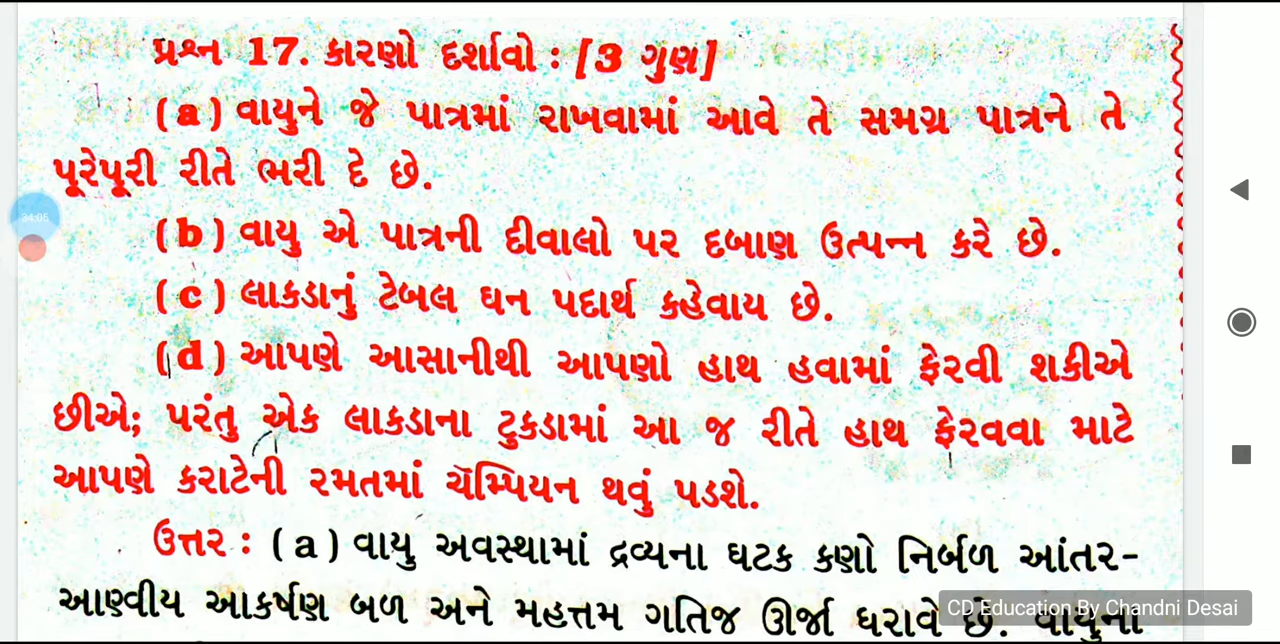 પ્રશ્ન 17. કારણો દર્શાવો : [3 ગુણ]
(a) વાયુને જે પાત્રમાં રાખવામાં આવે તે સમગ્ર પાત્રને તે
પૂરેપૂરી રીતે ભરી દે છે.
34:05
(b) વાયુ એ પાત્રની દીવાલો પર દબાણ ઉત્પન્ન કરે છે.
(c) લાકડાનું ટેબલ ઘન પદાર્થ કહેવાય છે.
(d) આપણે આસાનીથી આપણો હાથ હવામાં ફેરવી શકીએ
છીએ; પરંતુ એક લાકડાના ટુકડામાં આ જ રીતે હાથ ફેરવવા માટે
આપણે કરાટેની રમતમાં ચૅમ્પિયન થવું પડશે.
ઉત્તર : (a) વાયુ અવસ્થામાં દ્રવ્યના ઘટક કણો નિર્બળ આંતર-
આણ્વીય આકર્ષણ બળ અને મહત્તમ ગતિજ ઊર્જા ધરાવે છે. વાયુના
CD Education By Chandni Desai